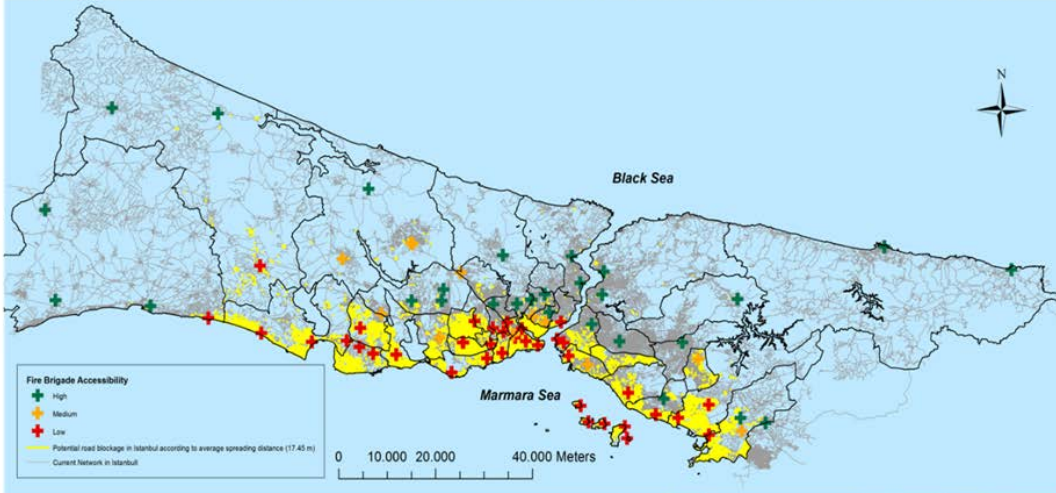 N
Black Sea
Marmara Sea
Fire Brigade Accessibility
High
Medium
Low
Potential road blockage in Istanbul according to average spreading distance (17.45 m)
Current Network in Istanbull
0 10.000 20.000 40.000 Meters